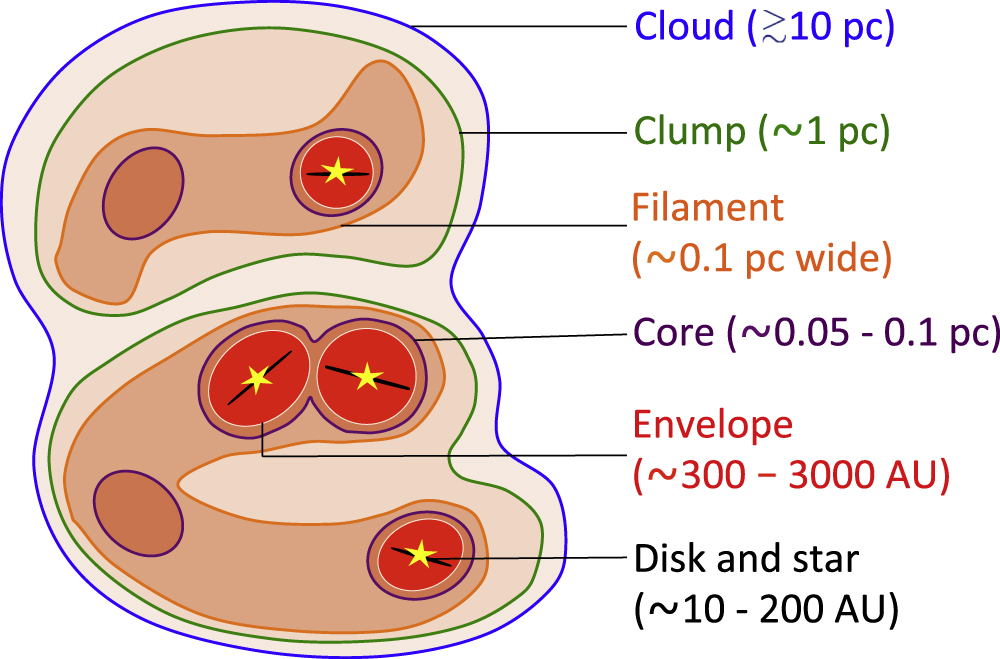 Cloud (≳10 pc)
Clump (~1 pc)
Filament
(~0.1 pc wide)
Core (~0.05 - 0.1 pc)
Envelope
(~300 – 3000 AU)
Disk and star
(~10 - 200 AU)